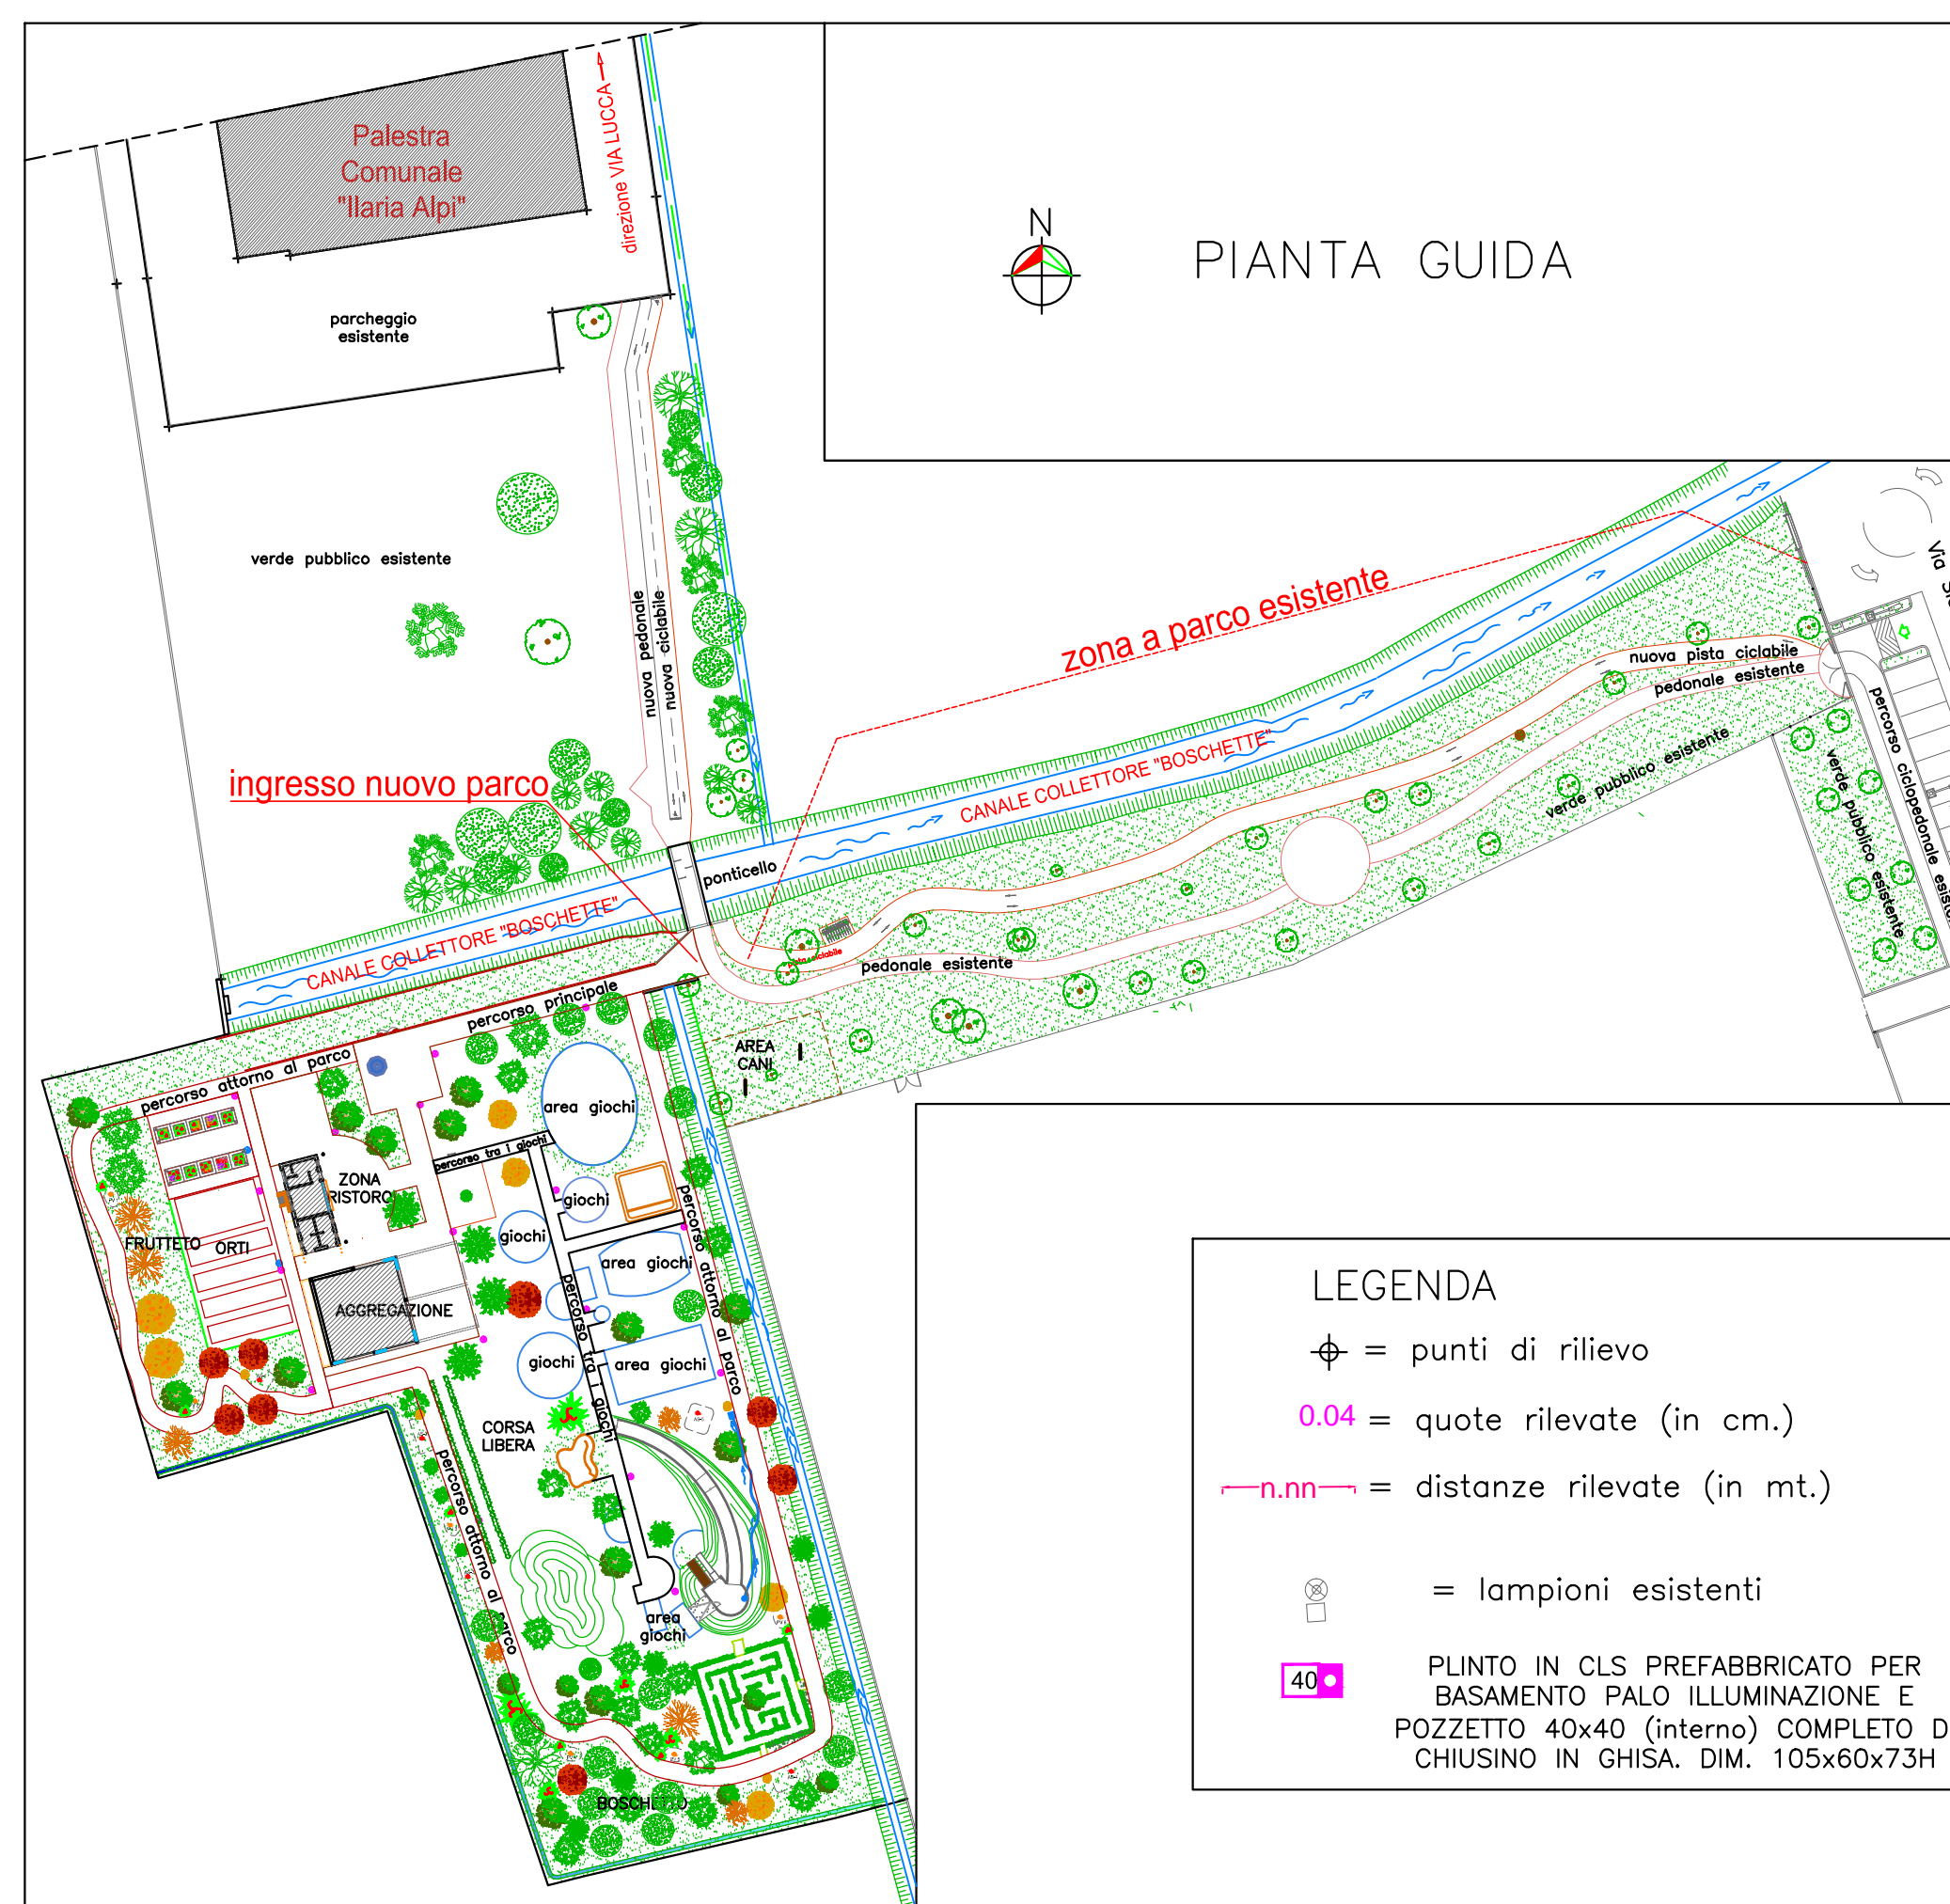 Palestra
Comunale
"Ilaria Alpi"
direzione VIA LUCCA
parcheggio
esistente
N
PIANTA GUIDA
verde pubblico esistente
nuova pedonale
nuova ciclabile
zona a parco esistente
ingresso nuovo parco
ponticello
CANALE COLLETTORE "BOSCHETTE"
CANALE COLLETTORE "BOSCHETTE"
nuova pista ciclabile
pedonale esistente
verde pubblico esistente
verde pubblico esistente
percorso ciclopedonale
Via
pista ciclabile
pedonale esistente
percorso principale
percorso attorno al parco
AREA
CANI
area giochi
percorso tra i giochi
giochi
giochi
ZONA
RISTORO
FRUTTETO
ORTI
AGGREGAZIONE
area giochi
percorso attorno al parco
percorso tra i giochi
giochi
area giochi
CORSA
LIBERA
percorso attorno al parco
area
giochi
BOSCHETTO
LEGENDA
= punti di rilievo
0.04 = quote rilevate (in cm.)
n.nn = distanze rilevate (in mt.)
= lampioni esistenti
40
PLINTO IN CLS PREFABBRICATO PER
BASAMENTO PALO ILLUMINAZIONE E
POZZETTO 40x40 (interno) COMPLETO D
CHIUSINO IN GHISA. DIM. 105x60x73H